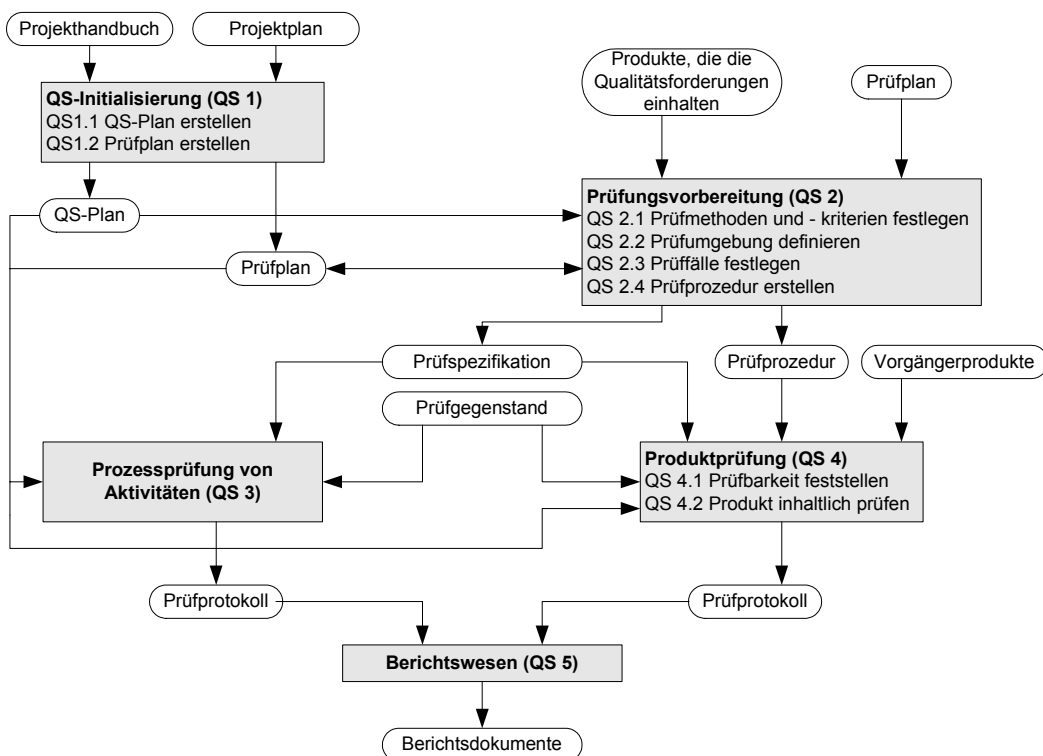 Projekthandbuch
Projektplan
Produkte, die die
Qualitätsforderungen
einhalten
Prüfplan
QS-Initialisierung (QS 1)
QS1.1 QS-Plan erstellen
QS1.2 Prüfplan erstellen
Prüfungsvorbereitung (QS 2)
QS 2.1 Prüfmethoden und - kriterien festlegen
QS 2.2 Prüfumgebung definieren
QS 2.3 Prüffälle festlegen
QS 2.4 Prüfprozedur erstellen
QS-Plan
Prüfplan
Prüfspezifikation
Prüfprozedur
Vorgängerprodukte
Prüfgegenstand
Prozessprüfung von
Aktivitäten (QS 3)
Produktprüfung (QS 4)
QS 4.1 Prüfbarkeit feststellen
QS 4.2 Produkt inhaltlich prüfen
Prüfprotokoll
Prüfprotokoll
Berichtswesen (QS 5)
Berichtsdokumente